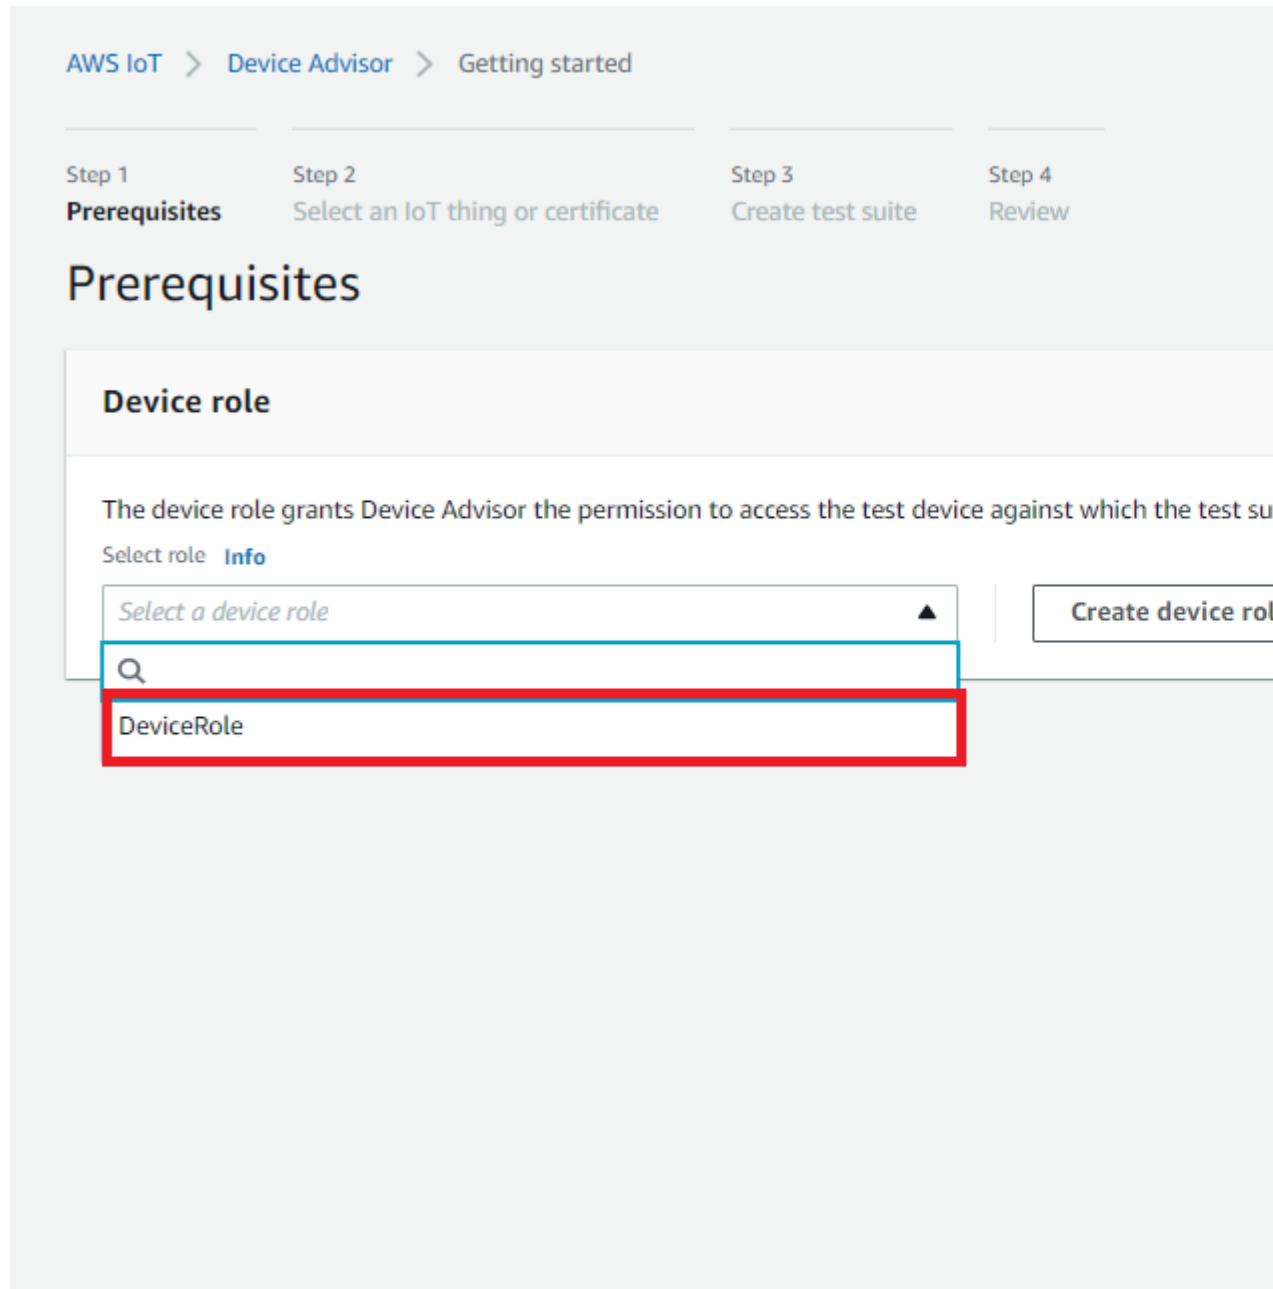 AWS IoT > Device Advisor > Getting started
Step 1 Step 2 Step 3 Step 4
Prerequisites Select an IoT thing or certificate Create test suite Review
Prerequisites
Device role
The device role grants Device Advisor the permission to access the test device against which the test su
Select role Info
Select a device role Create device rol
DeviceRole